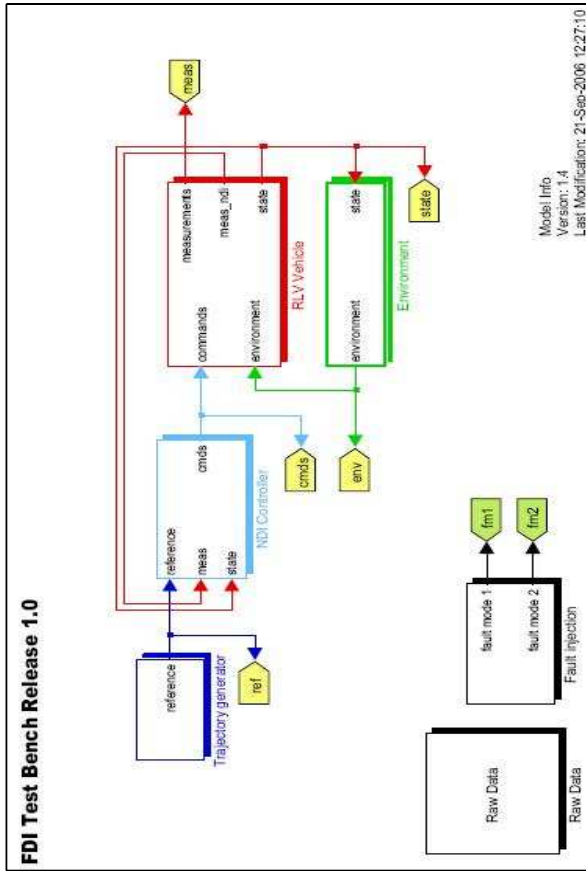 FDI Test Bench Release 1.0
reference
Trajectory generator
ref
reference
meas
state
cmds
NDI Controller
cmds
commands
environment
measurements
meas_ndi
state
RLV Vehicle
meas
environment
state
Environment
env
state
Raw Data
Raw Data
fault mode 1
fault mode 2
Fault injection
fm1
fm2
Model Info
Version: 1.4
Last Modification: 21-Sep-2006 12:27:10